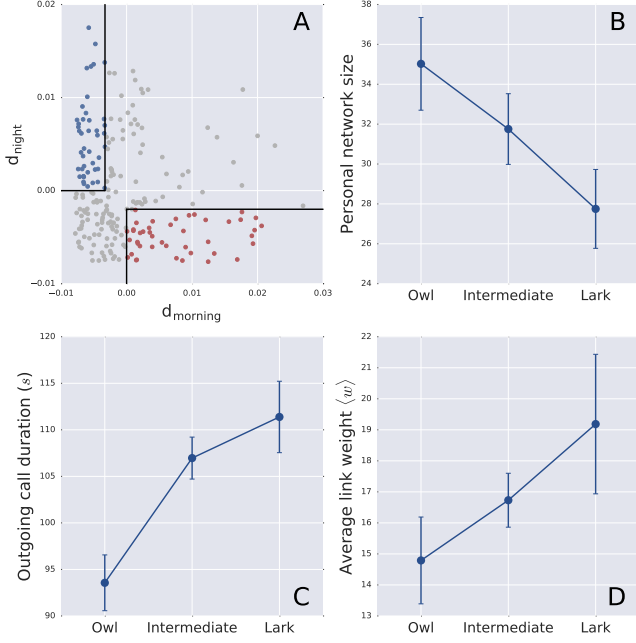 A
0.02
0.01
0.00
−0.01
d_night
−0.01
0.00
0.01
0.02
0.03
d_morning
B
38
36
34
32
30
28
26
24
Personal network size
Owl
Intermediate
Lark
C
120
115
110
105
100
95
90
Outgoing call duration (s)
Owl
Intermediate
Lark
D
22
21
20
19
18
17
16
15
14
13
Average link weight ⟨w⟩
Owl
Intermediate
Lark